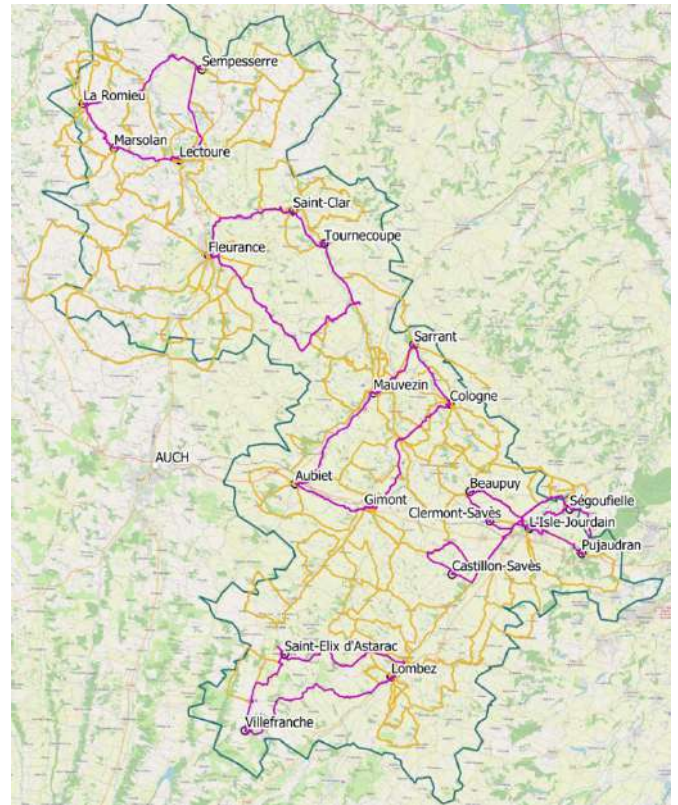 Sempesserre
La Romieu
Marsolan
Lectoure
Saint-Clar
Tournecoupe
Fleurance
Sarrant
Mauvezin
Cologne
AUCH
Aubiet
Beaupuy
Gimont
Ségoufielle
Clermont-Savès
L'Isle-Jourdain
Pujaudran
Castillon-Savès
Saint-Elix d'Astarac
Lombez
Villefranche